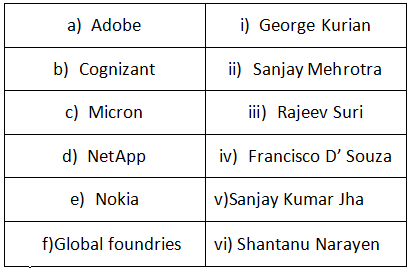 a) Adobe i) George Kurian
b) Cognizant ii) Sanjay Mehrotra
c) Micron iii) Rajeev Suri
d) NetApp iv) Francisco D’ Souza
e) Nokia v)Sanjay Kumar Jha
f)Global foundries vi) Shantanu Narayen